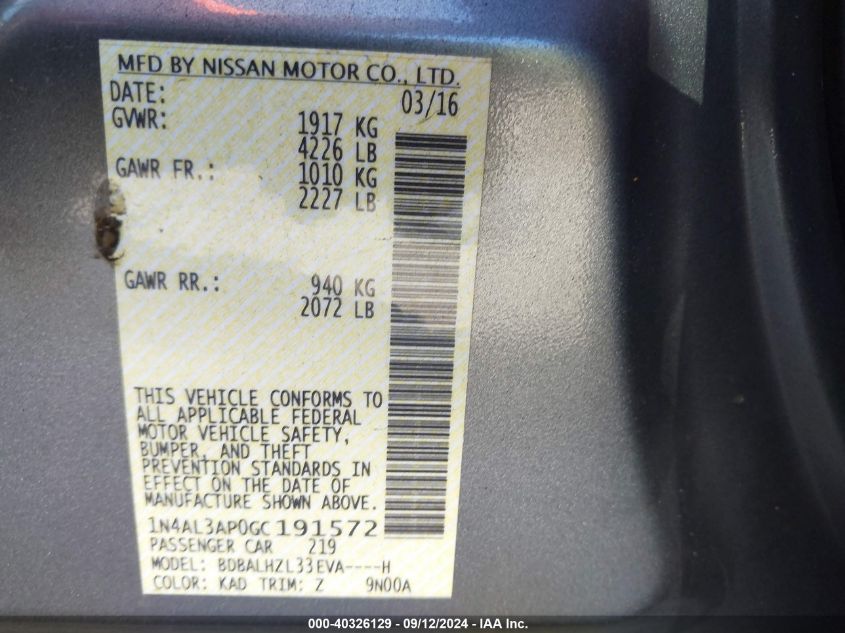 MFD BY NISSAN MOTOR CO., LTD.
DATE: 03/16
GVWR: 1917 KG
4226 LB
GAWR FR.: 1010 KG
2227 LB
GAWR RR.: 940 KG
2072 LB
THIS VEHICLE CONFORMS TO
ALL APPLICABLE FEDERAL
MOTOR VEHICLE SAFETY,
BUMPER, AND THEFT
PREVENTION STANDARDS IN
EFFECT ON THE DATE OF
MANUFACTURE SHOWN ABOVE.
1N4AL3AP0GC191572
PASSENGER CAR 219
MODEL: BDBALHZL33EVA----H
COLOR: KAD TRIM: Z 9N00A
000-40326129 - 09/12/2024 - IAA Inc.